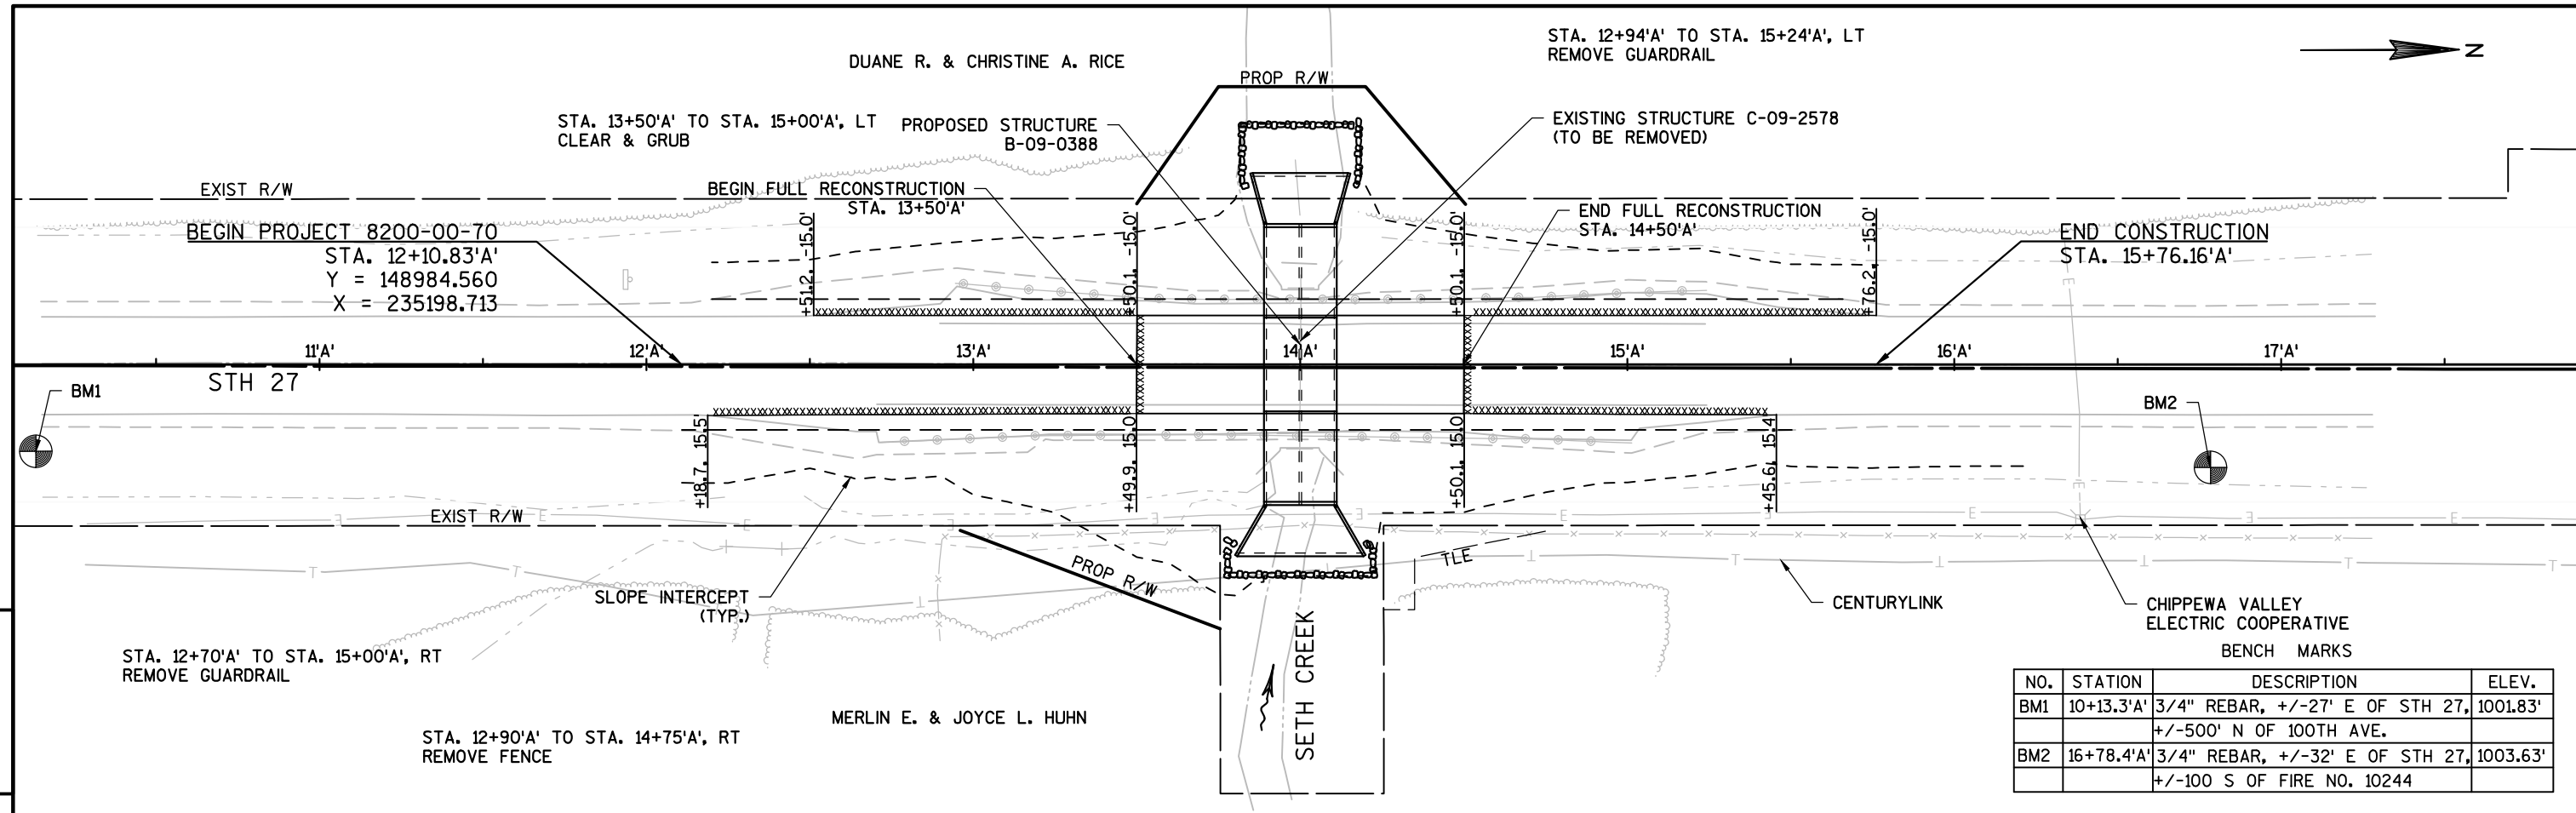 DUANE R. & CHRISTINE A. RICE
STA. 12+94'A' TO STA. 15+24'A', LT
REMOVE GUARDRAIL
N
PROP R/W
STA. 13+50'A' TO STA. 15+00'A', LT
CLEAR & GRUB
PROPOSED STRUCTURE
B-09-0388
EXISTING STRUCTURE C-09-2578
(TO BE REMOVED)
EXIST R/W
BEGIN FULL RECONSTRUCTION
STA. 13+50'A'
END FULL RECONSTRUCTION
STA. 14+50'A'
BEGIN PROJECT 8200-00-70
STA. 12+10.83'A'
Y = 148984.560
X = 235198.713
END CONSTRUCTION
STA. 15+76.16'A'
+51.2, -15.0'
+50.1, -15.0'
+50.1, -15.0'
+76.2, -15.0'
E
11'A'
12'A'
13'A'
14'A'
15'A'
16'A'
17'A'
STH 27
BM1
BM2
+18.7, 15.5'
+49.9, 15.0'
+50.1, 15.0'
+45.6, 15.4'
E
EXIST R/W
E E E E E E E E E
T T T T T T T T T
TLE
PROP R/W
SLOPE INTERCEPT
(TYP.)
CENTURYLINK
CHIPPEWA VALLEY
ELECTRIC COOPERATIVE
SETH CREEK
STA. 12+70'A' TO STA. 15+00'A', RT
REMOVE GUARDRAIL
MERLIN E. & JOYCE L. HUHN
STA. 12+90'A' TO STA. 14+75'A', RT
REMOVE FENCE
BENCH MARKS
NO. STATION DESCRIPTION ELEV.
BM1 10+13.3'A' 3/4" REBAR, +/-27' E OF STH 27, 1001.83'
+/-500' N OF 100TH AVE.
BM2 16+78.4'A' 3/4" REBAR, +/-32' E OF STH 27, 1003.63'
+/-100 S OF FIRE NO. 10244